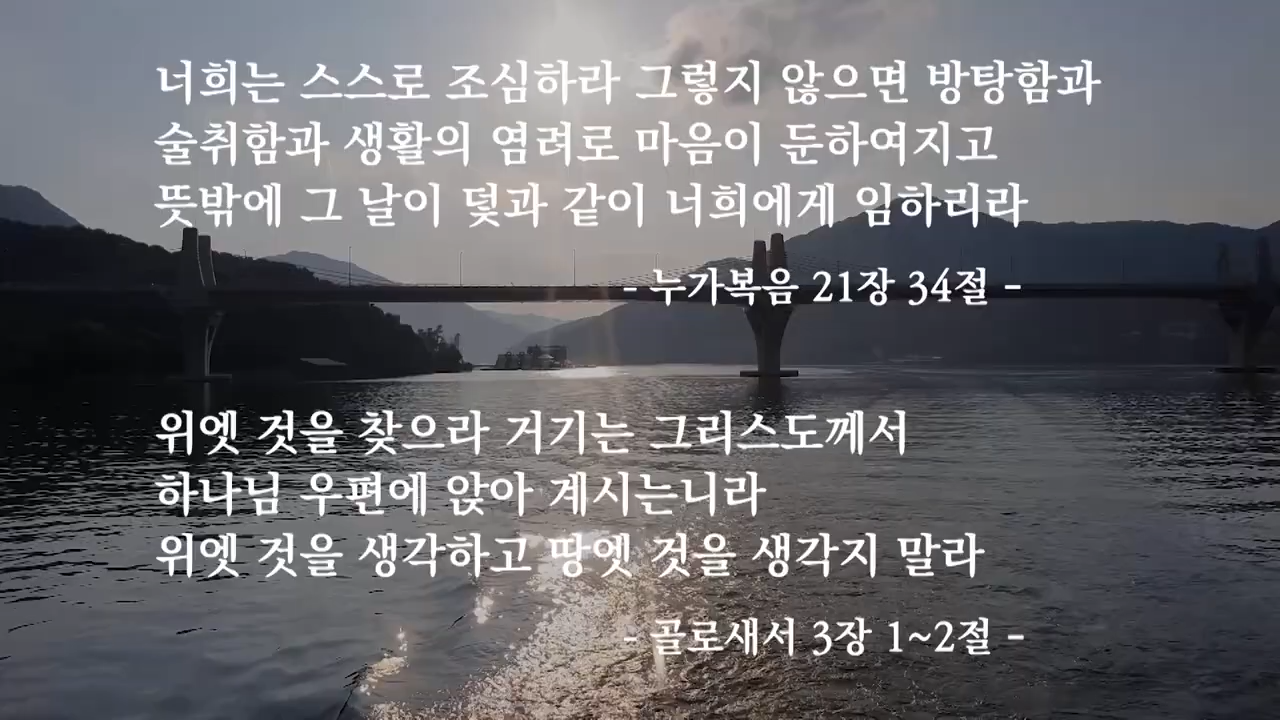 너희는 스스로 조심하라 그렇지 않으면 방탕함과
술취함과 생활의 염려로 마음이 둔하여지고
뜻밖에 그 날이 덫과 같이 너희에게 임하리라
- 누가복음 21장 34절 -
위엣 것을 찾으라 거기는 그리스도께서
하나님 우편에 앉아 계시는니라
위엣 것을 생각하고 땅엣 것을 생각지 말라
- 골로새서 3장 1~2절 -